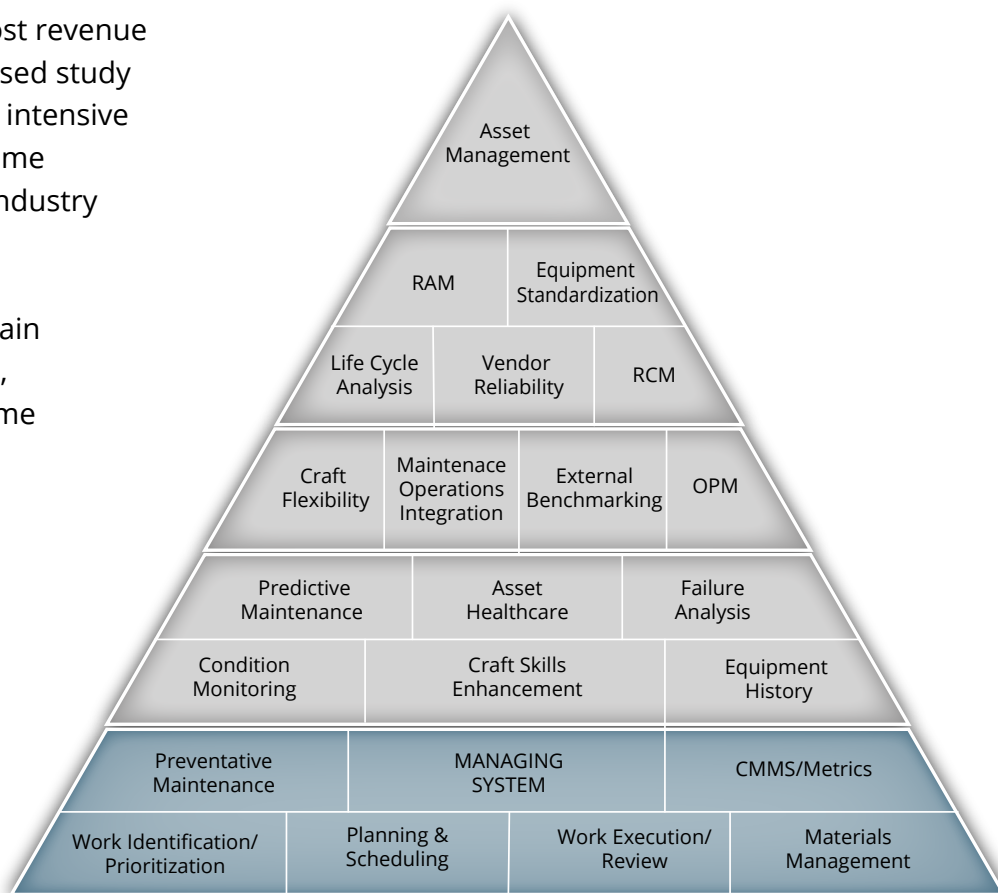 ost revenue
sed study
intensive
me
ndustry
ain
,
me
Asset
Management
RAM
Equipment
Standardization
Life Cycle
Analysis
Vendor
Reliability
RCM
Craft
Flexibility
Maintenace
Operations
Integration
External
Benchmarking
OPM
Predictive
Maintenance
Asset
Healthcare
Failure
Analysis
Condition
Monitoring
Craft Skills
Enhancement
Equipment
History
Preventative
Maintenance
MANAGING
SYSTEM
CMMS/Metrics
Work Identification/
Prioritization
Planning &
Scheduling
Work Execution/
Review
Materials
Management